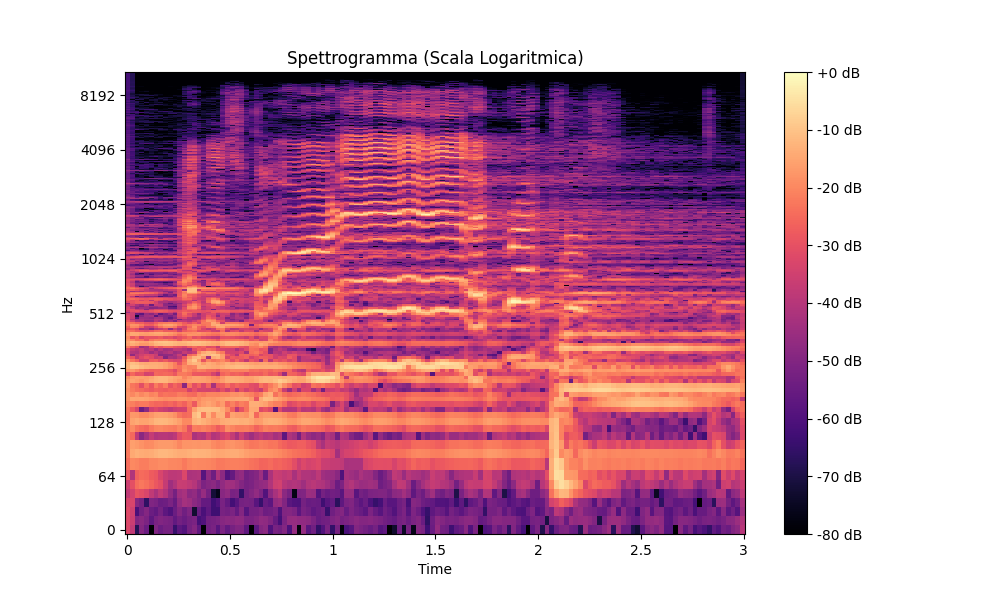 Spettrogramma (Scala Logaritmica)
Hz
8192
4096
2048
1024
512
256
128
64
0
0 0.5 1 1.5 2 2.5 3
Time
+0 dB
-10 dB
-20 dB
-30 dB
-40 dB
-50 dB
-60 dB
-70 dB
-80 dB